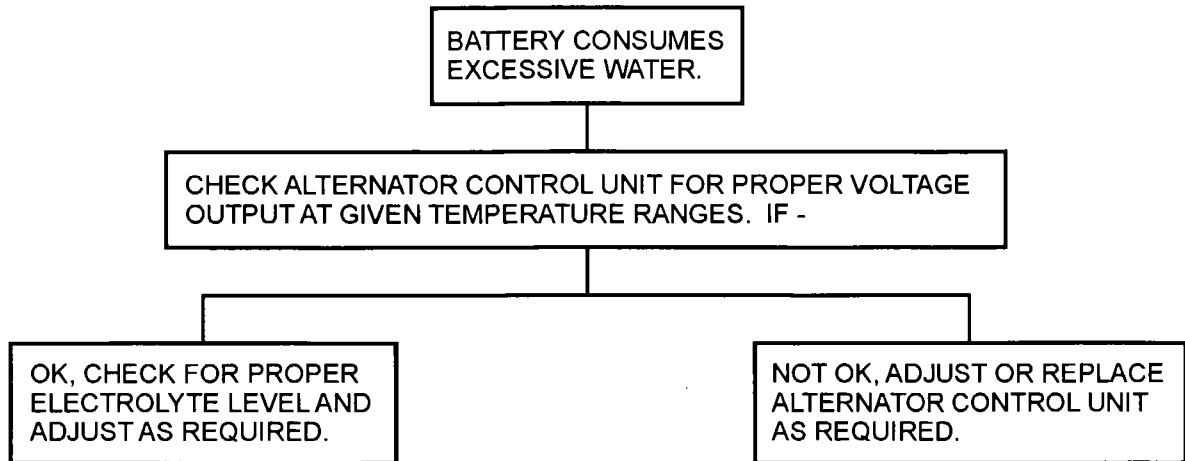 BATTERY CONSUMES
EXCESSIVE WATER.
CHECK ALTERNATOR CONTROL UNIT FOR PROPER VOLTAGE
OUTPUT AT GIVEN TEMPERATURE RANGES. IF -
OK, CHECK FOR PROPER
ELECTROLYTE LEVEL AND
ADJUST AS REQUIRED.
NOT OK, ADJUST OR REPLACE
ALTERNATOR CONTROL UNIT
AS REQUIRED.